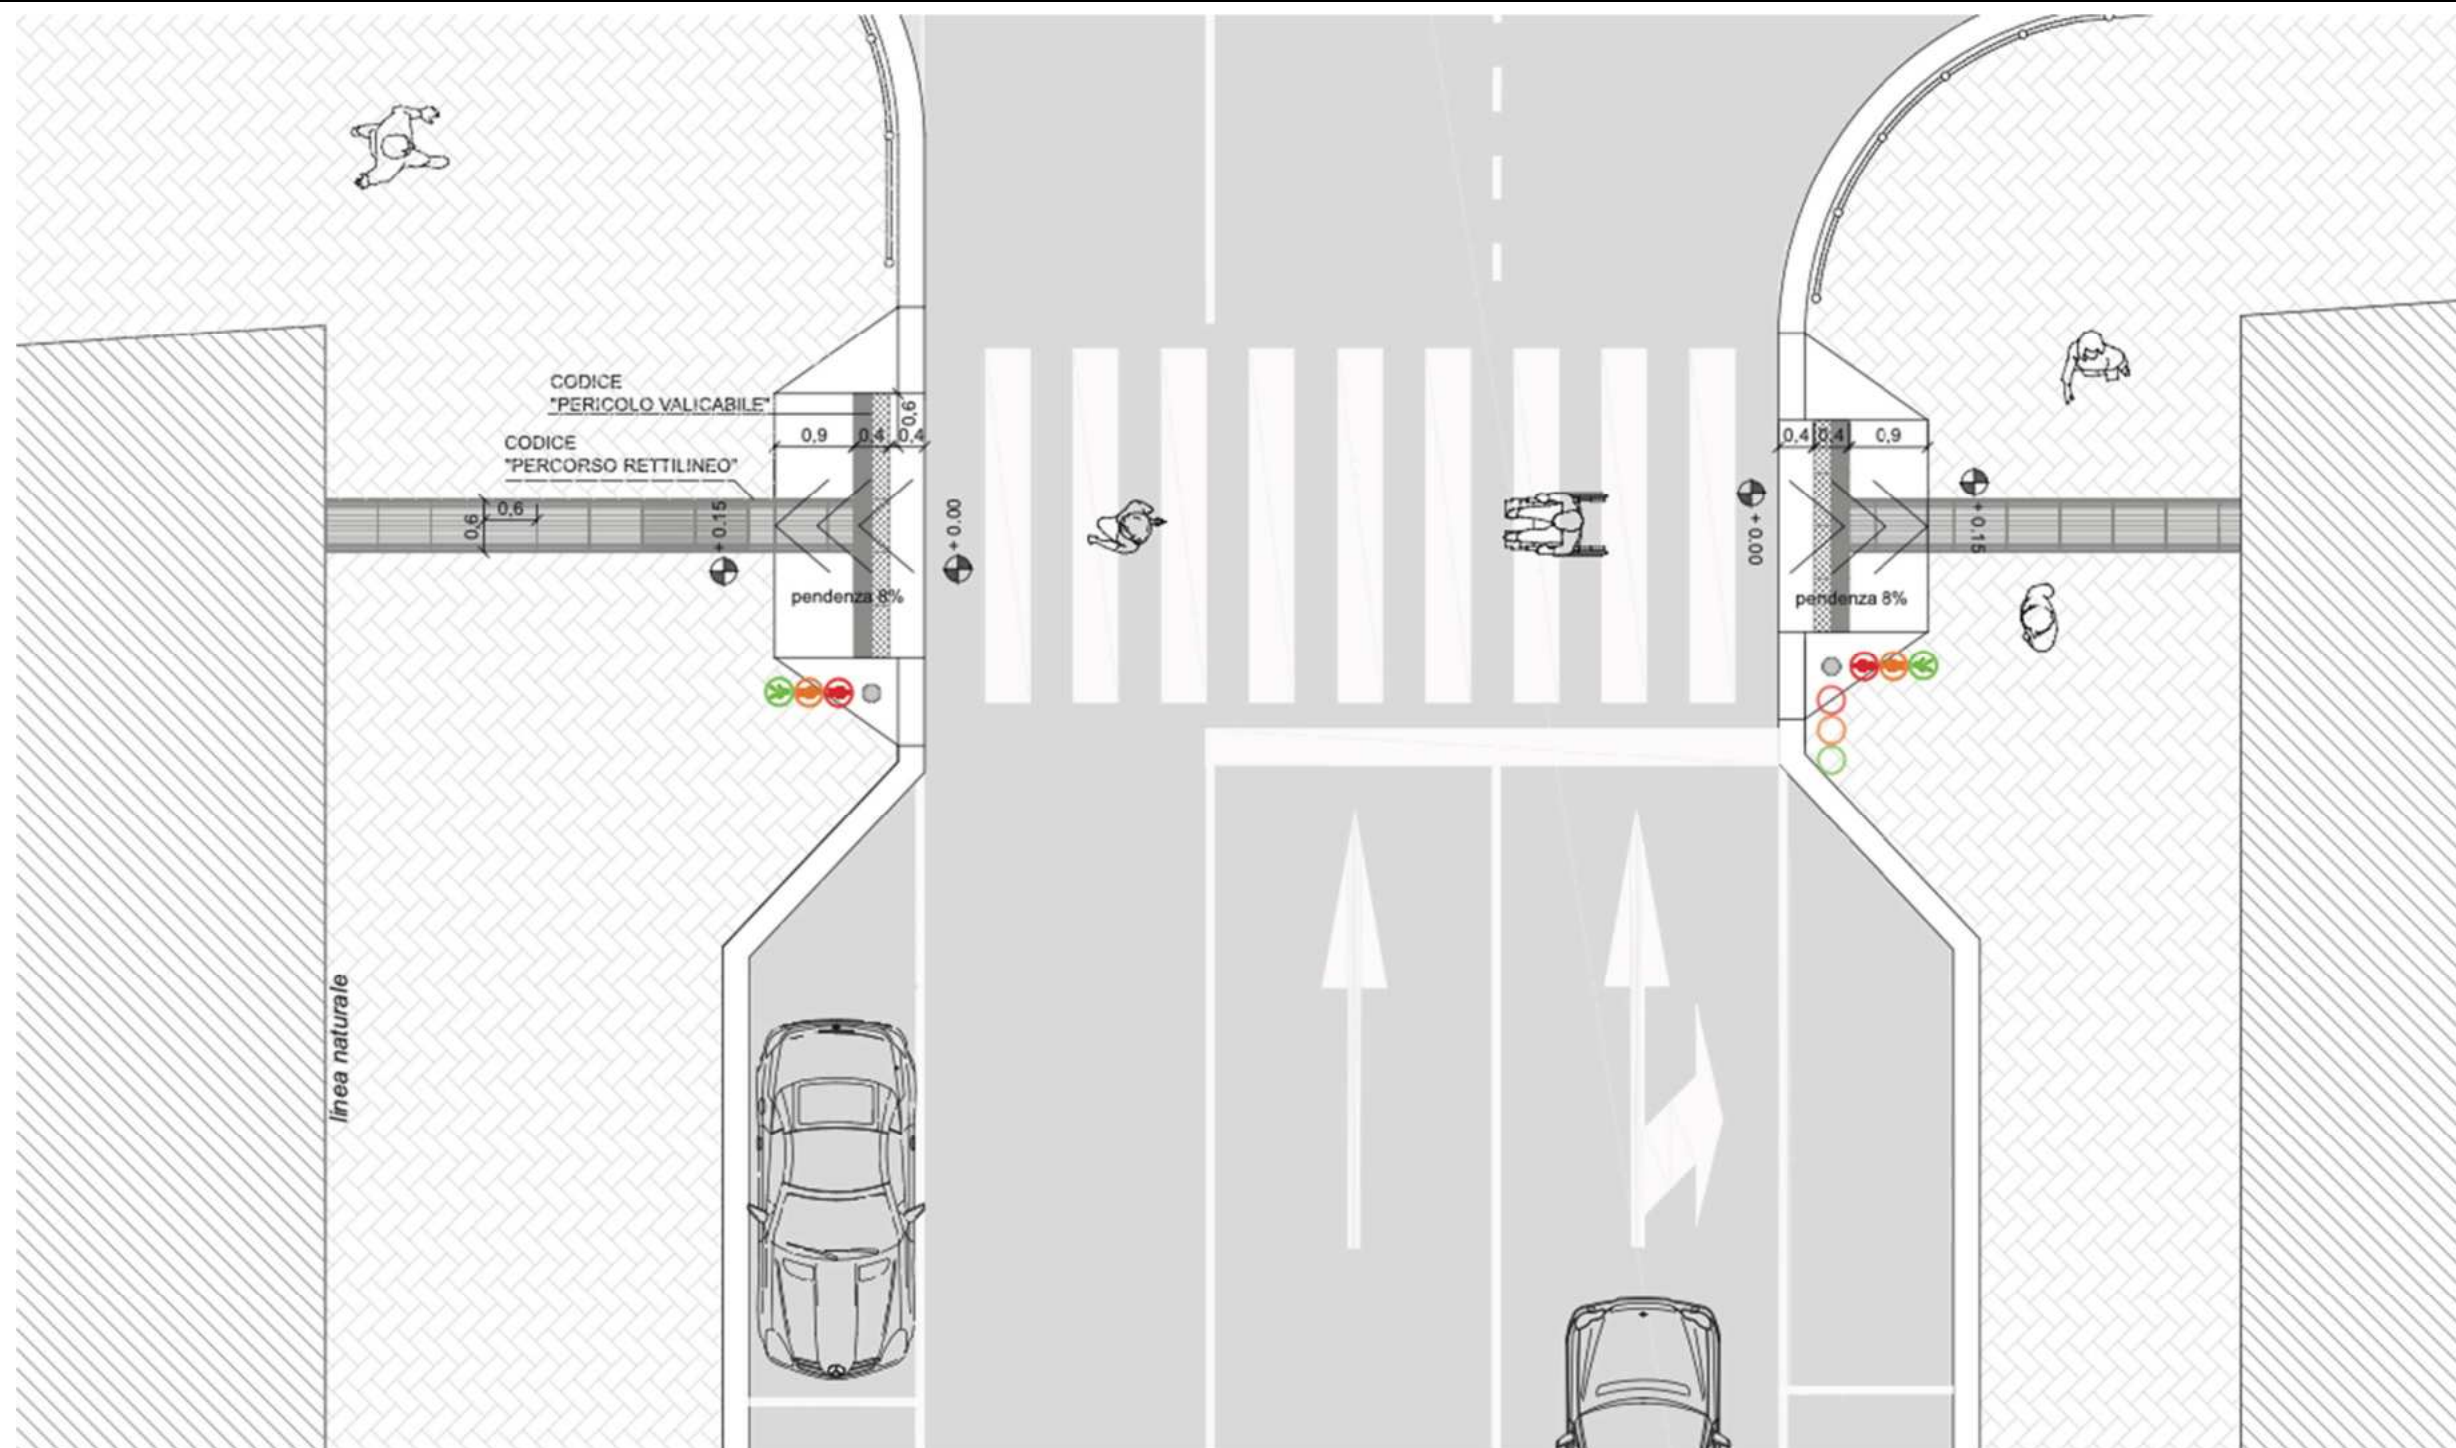 CODICE
"PERICOLO VALICABILE"
CODICE
"PERCORSO RETTILINEO"
0,9
0,4
0,4
0,6
0,6
0,6
+ 0.15
+ 0.00
pendenza 8%
0,4
0,4
0,9
+ 0.00
+ 0.15
pendenza 8%
linea naturale